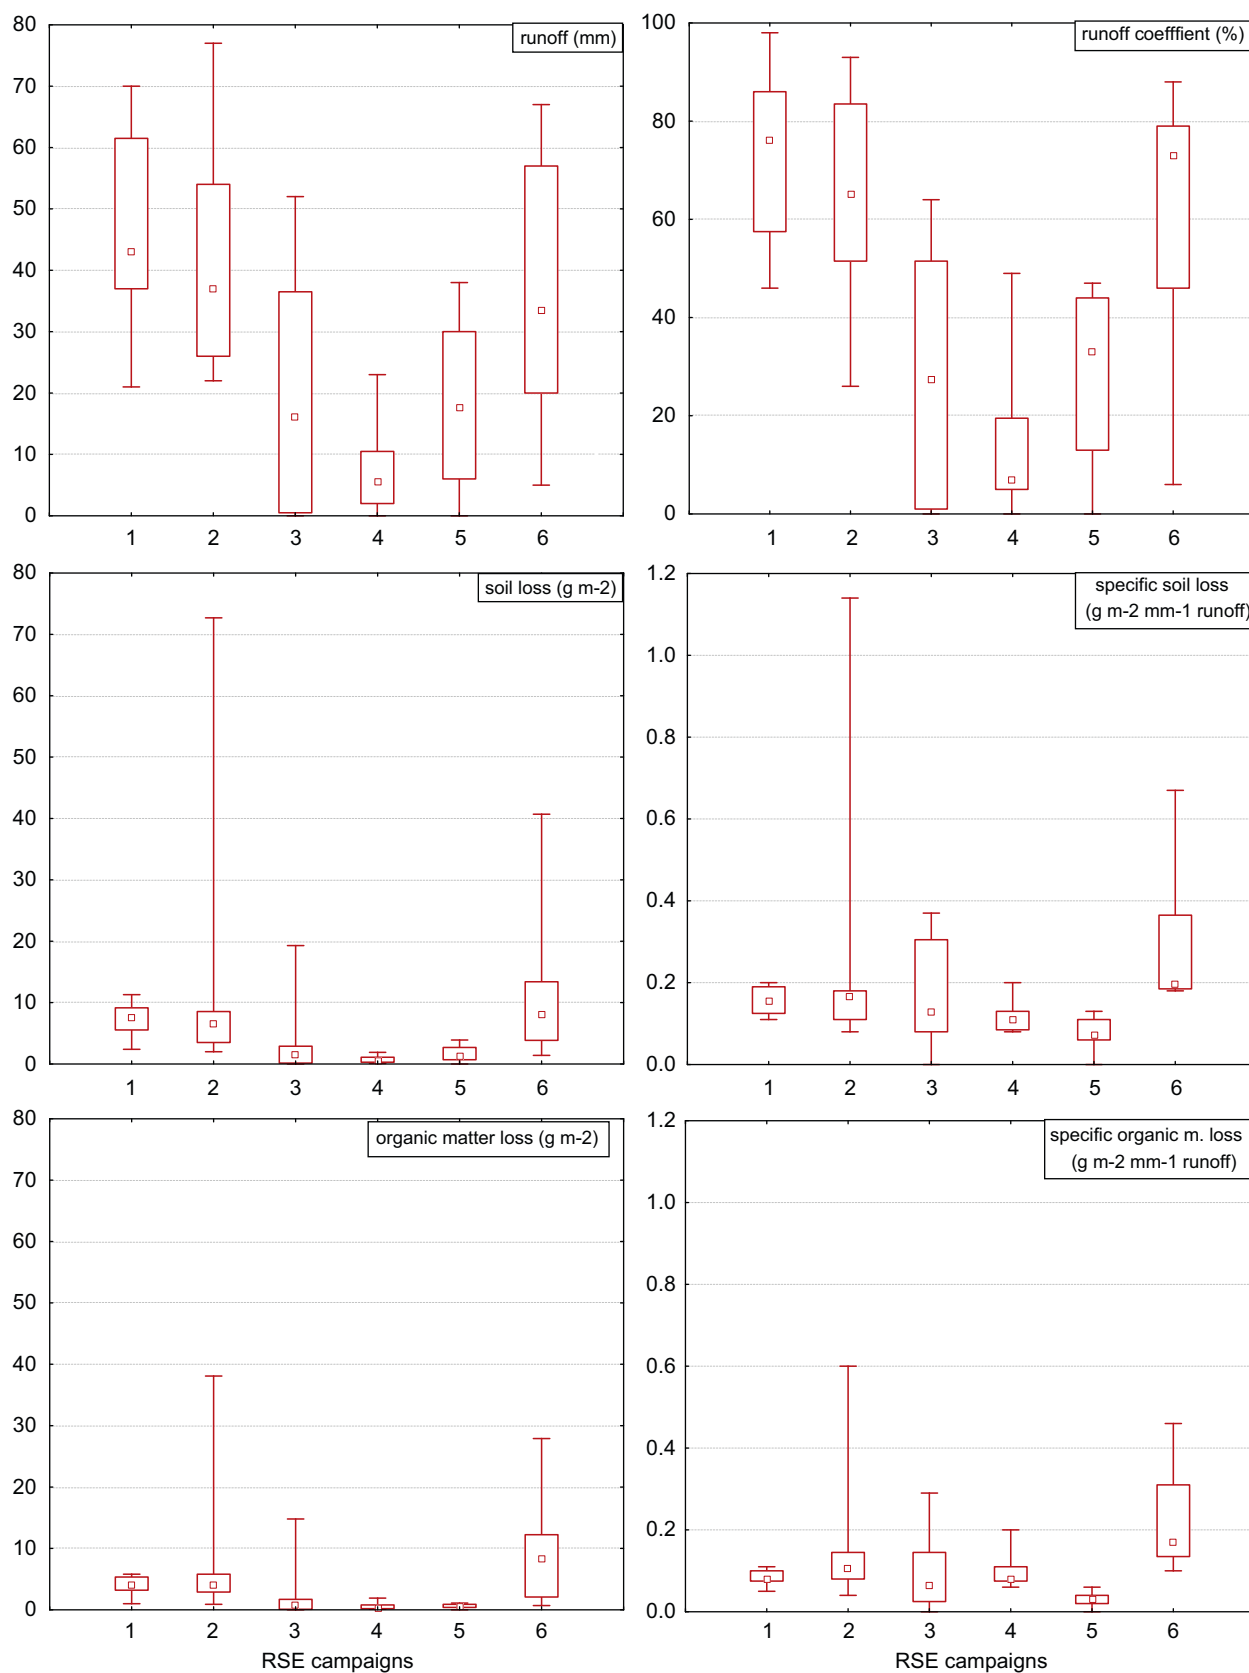 runoff (mm)
80
70
60
50
40
30
20
10
0
1 2 3 4 5 6
runoff coefffient (%)
100
80
60
40
20
0
1 2 3 4 5 6
soil loss (g m-2)
80
70
60
50
40
30
20
10
0
1 2 3 4 5 6
specific soil loss
(g m-2 mm-1 runoff)
1.2
1.0
0.8
0.6
0.4
0.2
0.0
1 2 3 4 5 6
organic matter loss (g m-2)
80
70
60
50
40
30
20
10
0
1 2 3 4 5 6
RSE campaigns
specific organic m. loss
(g m-2 mm-1 runoff)
1.2
1.0
0.8
0.6
0.4
0.2
0.0
1 2 3 4 5 6
RSE campaigns